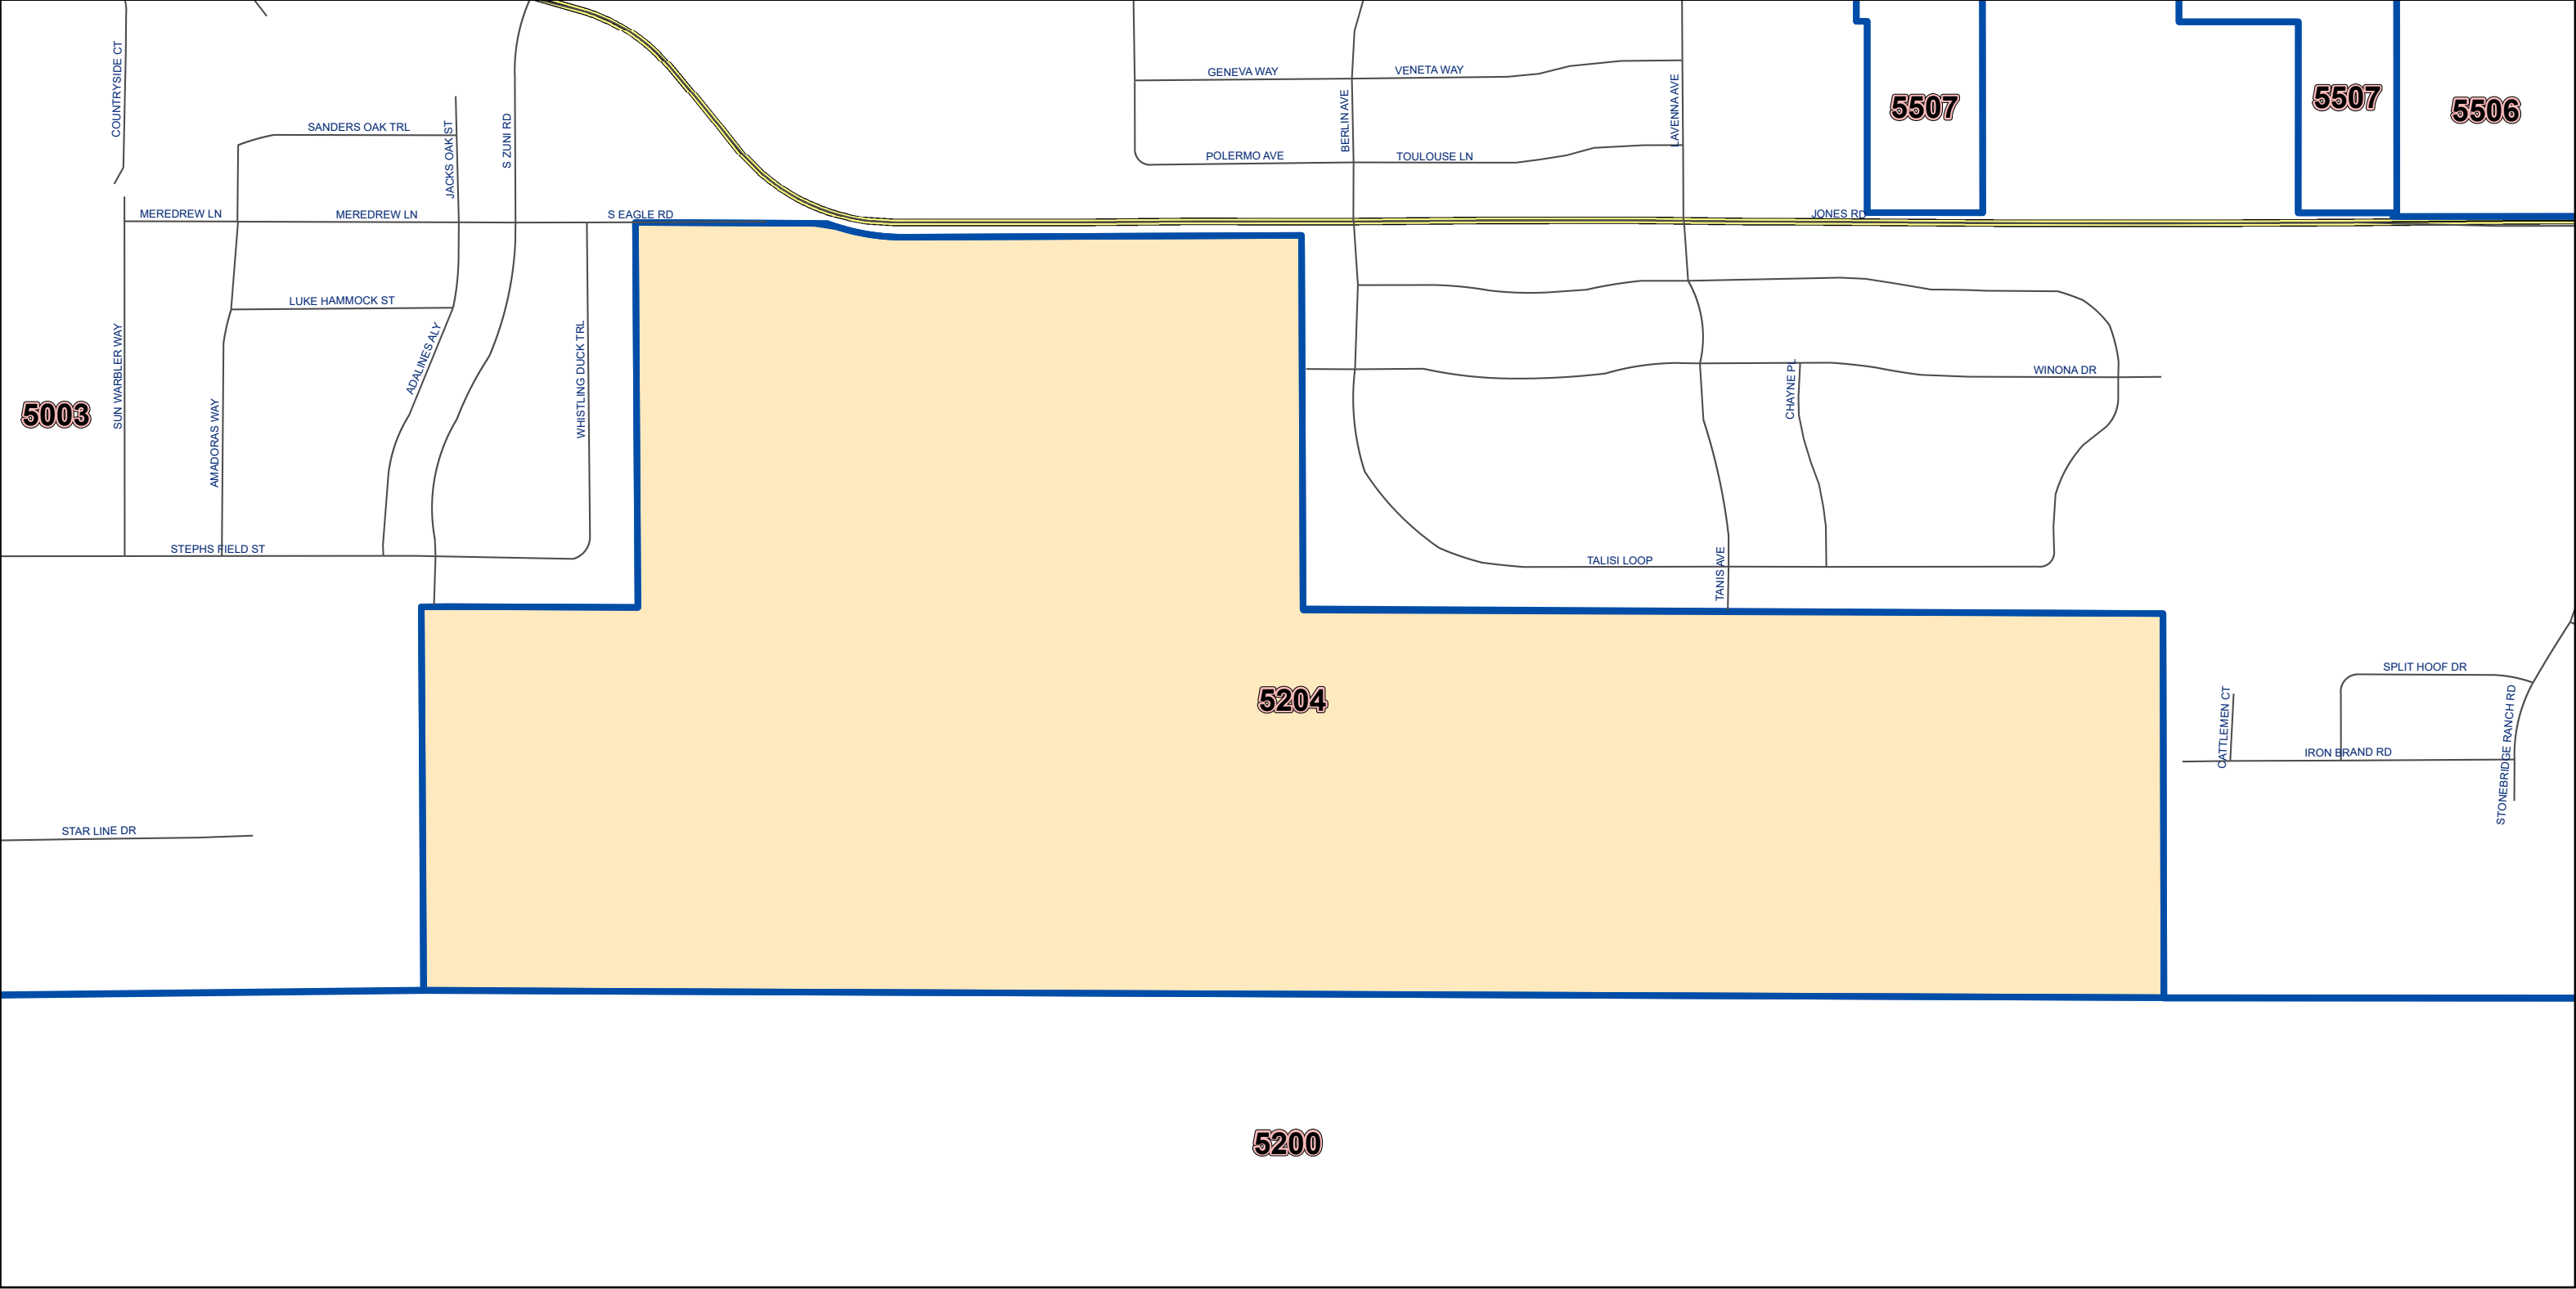 COUNTRYSIDE CT
GENEVA WAY
VENETA WAY
BERLIN AVE
LAVENNA AVE
5507
5507
5506
SANDERS OAK TRL
JACKS OAK ST
S ZUNI RD
POLERMO AVE
TOULOUSE LN
MEREDREW LN
MEREDREW LN
S EAGLE RD
JONES RD
LUKE HAMMOCK ST
SUN WARBLER WAY
ADALINES ALY
WHISTLING DUCK TRL
CHAYNE PL
WINONA DR
5003
AMADORAS WAY
STEPHS FIELD ST
TALISI LOOP
TANIS AVE
SPLIT HOOF DR
5204
CATTLEMEN CT
STONEBRIDGE RANCH RD
IRON BRAND RD
STAR LINE DR
5200